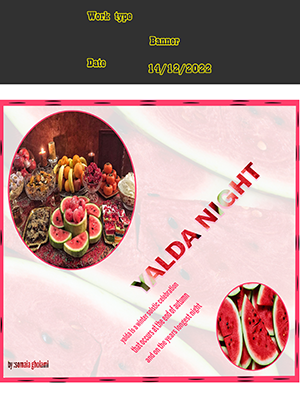 Work type
Banner
Date
14/12/2022
YALDA NIGHT
yalda is a winter solstic celebration
that occurs at the end of autumn
and on the years longest night
by:somaia gholami